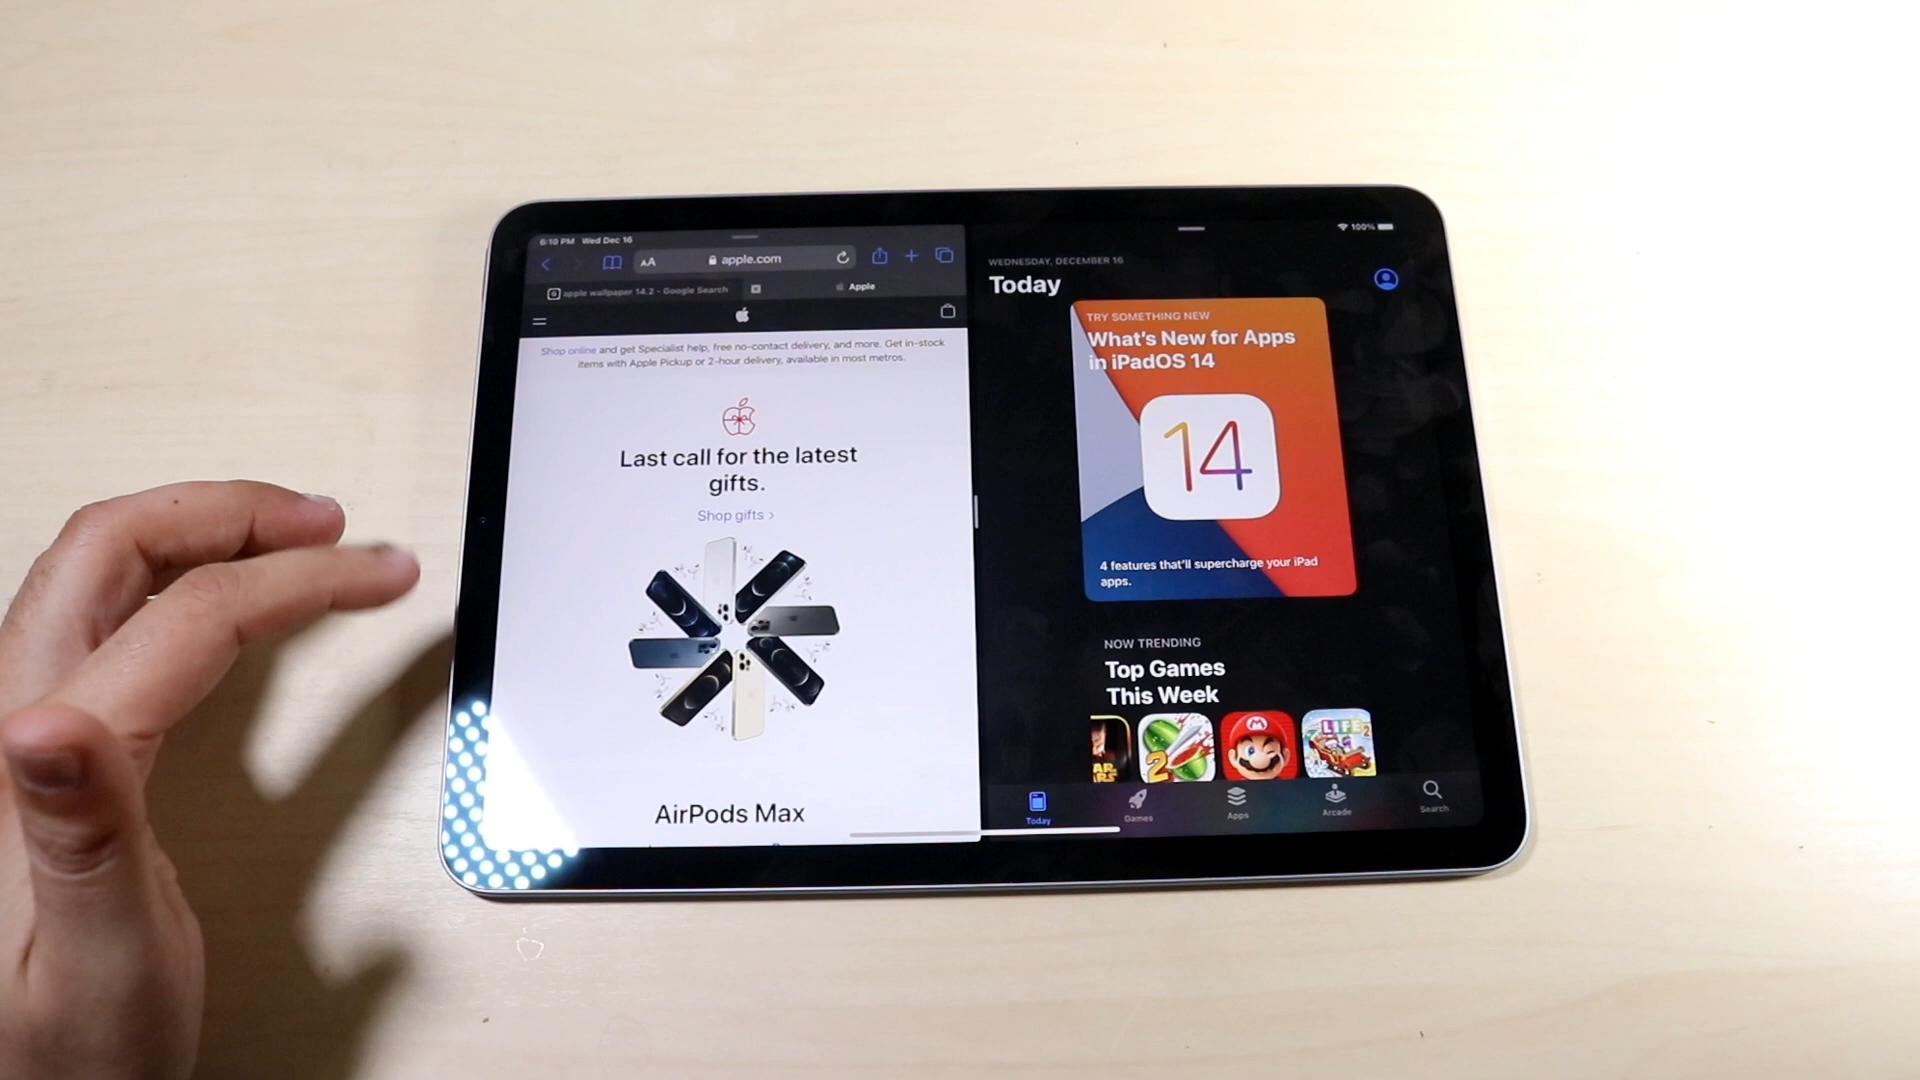 6:10 PM Wed Dec 16
AA apple.com
apple wallpaper 14.2 - Google Search
Apple
Shop online and get Specialist help, free no-contact delivery, and more. Get in-stock
items with Apple Pickup or 2-hour delivery, available in most metros.
Last call for the latest
gifts.
Shop gifts >
AirPods Max
100%
WEDNESDAY, DECEMBER 16
Today
TRY SOMETHING NEW
What's New for Apps
in iPadOS 14
14
4 features that'll supercharge your iPad
apps.
NOW TRENDING
Top Games
This Week
2
M
LIFE 2
Today
Games
Apps
Arcade
Search